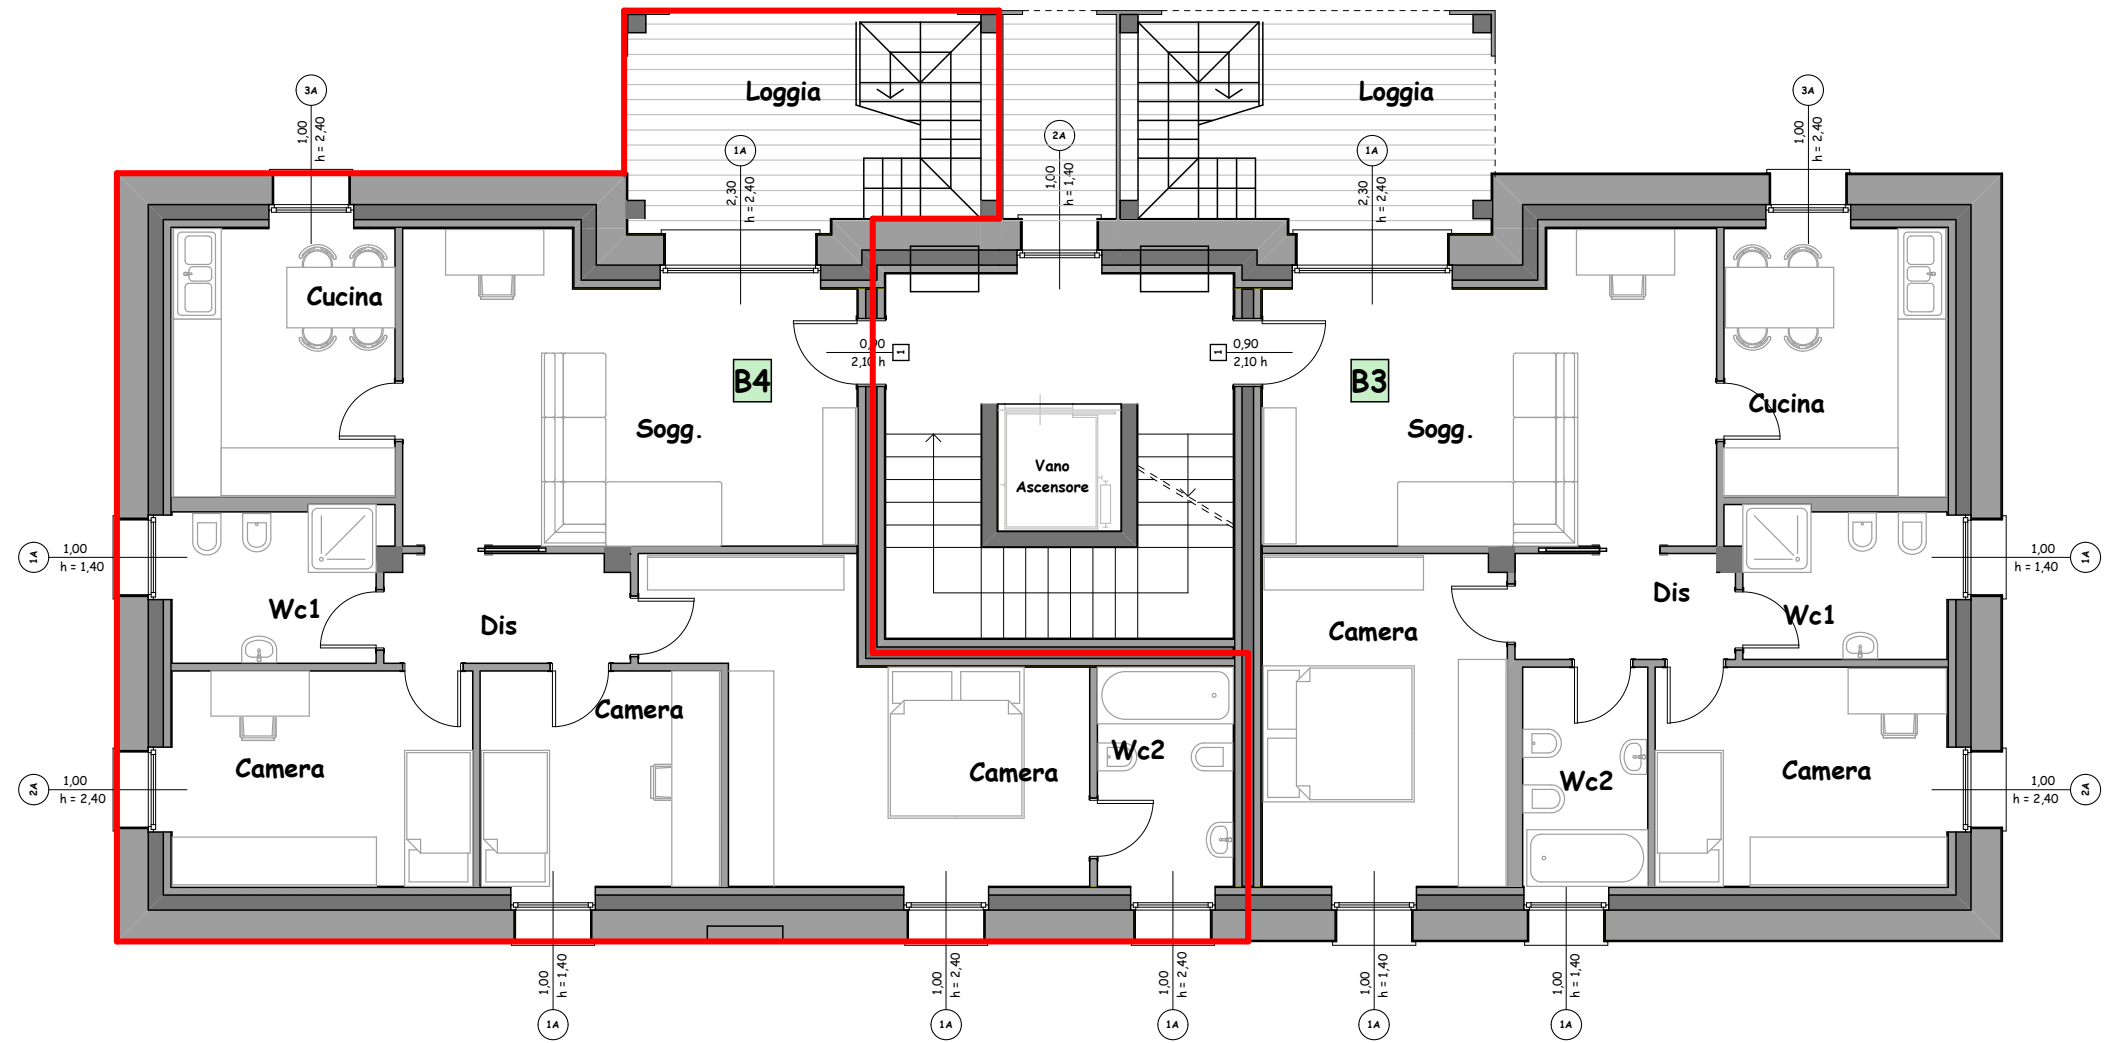 3A
1,00
h = 2,40
Loggia
1A
2,30
h = 2,40
2A
1,00
h = 1,40
Loggia
1A
2,30
h = 2,40
3A
1,00
h = 2,40
Cucina
0,90
2,10 h
1
1
0,90
2,10 h
B4
B3
Cucina
Sogg.
Sogg.
Vano
Ascensore
1A
1,00
h = 1,40
1,00
h = 1,40
1A
Wc1
Dis
Camera
Dis
Wc1
Camera
Camera
Camera
Wc2
Wc2
Camera
2A
1,00
h = 2,40
1,00
h = 2,40
2A
1,00
h = 1,40
1A
1,00
h = 2,40
1A
1,00
h = 2,40
1A
1,00
h = 1,40
1A
1,00
h = 1,40
1A